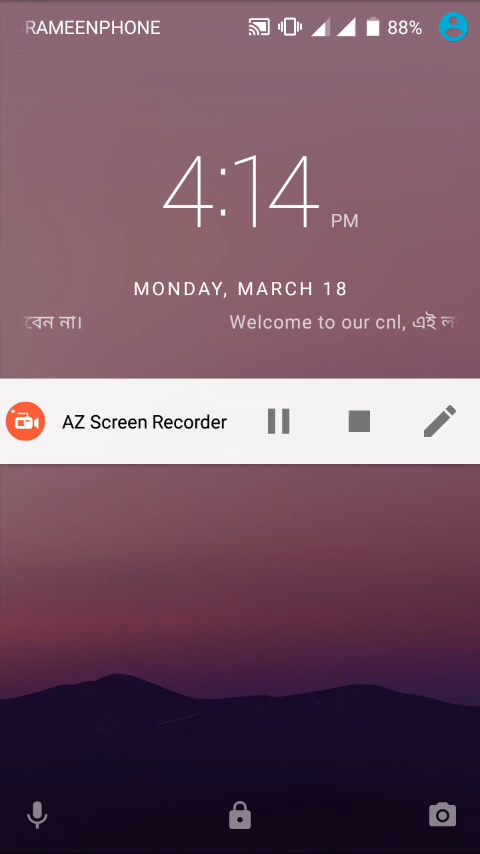 RAMEENPHONE 88%
4:14 PM
MONDAY, MARCH 18
বেন না। Welcome to our cnl, এই ল
AZ Screen Recorder